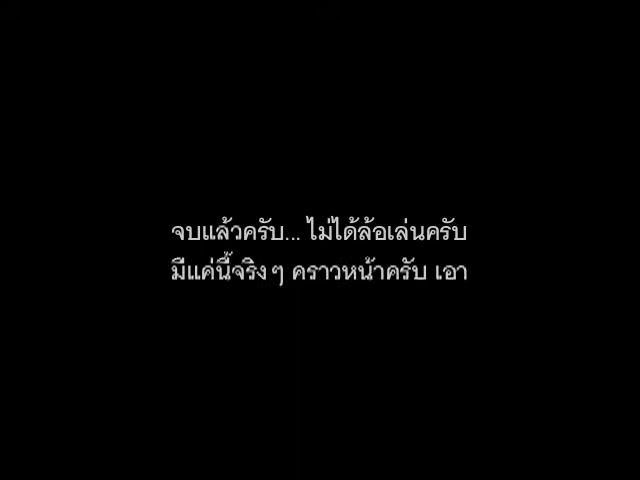 จบแล้วครับ... ไม่ได้ล้อเล่นครับ
มีแค่นี้จริงๆ คราวหน้าครับ เอา